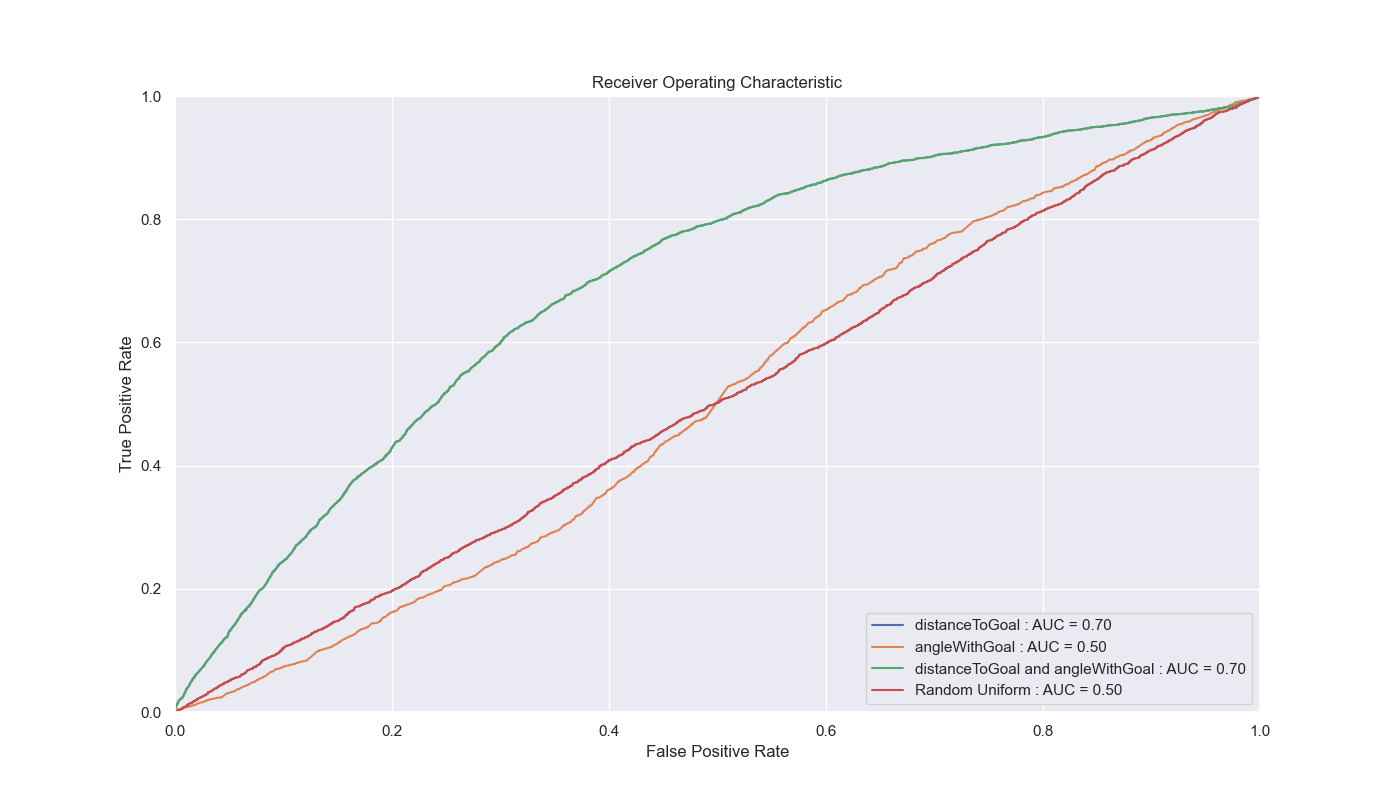 Receiver Operating Characteristic
True Positive Rate
1.0
0.8
0.6
0.4
0.2
0.0
distanceToGoal : AUC = 0.70
angleWithGoal : AUC = 0.50
distanceToGoal and angleWithGoal : AUC = 0.70
Random Uniform : AUC = 0.50
0.0 0.2 0.4 0.6 0.8 1.0
False Positive Rate